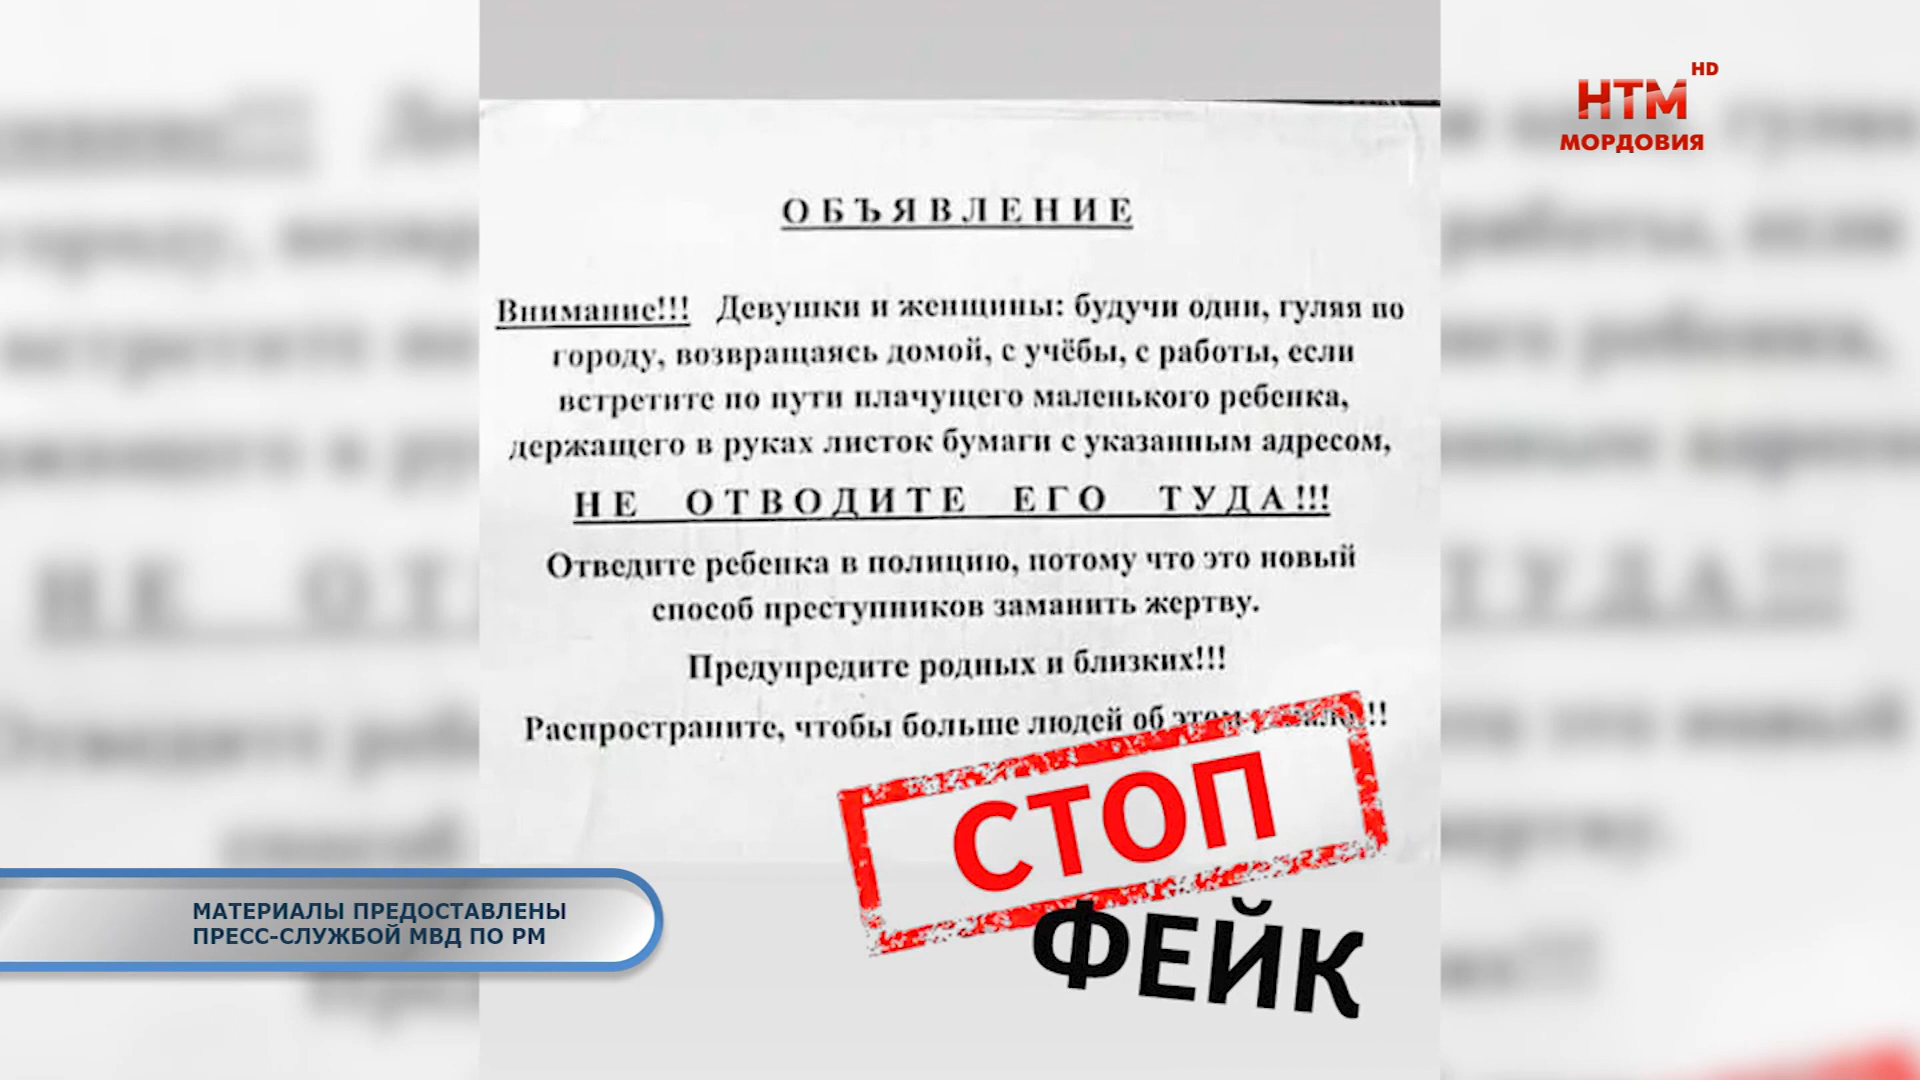 HD
НТМ
МОРДОВИЯ
ОБЪЯВЛЕНИЕ
Внимание!!! Девушки и женщины: будучи одни, гуляя по
городу, возвращаясь домой, с учёбы, с работы, если
встретите по пути плачущего маленького ребенка,
держащего в руках листок бумаги с указанным адресом,
НЕ ОТВОДИТЕ ЕГО ТУДА!!!
Отведите ребенка в полицию, потому что это новый
способ преступников заманить жертву.
Предупредите родных и близких!!!
Распространите, чтобы больше людей об этом !!
СТОП
ФЕЙК
МАТЕРИАЛЫ ПРЕДОСТАВЛЕНЫ
ПРЕСС-СЛУЖБОЙ МВД ПО РМ